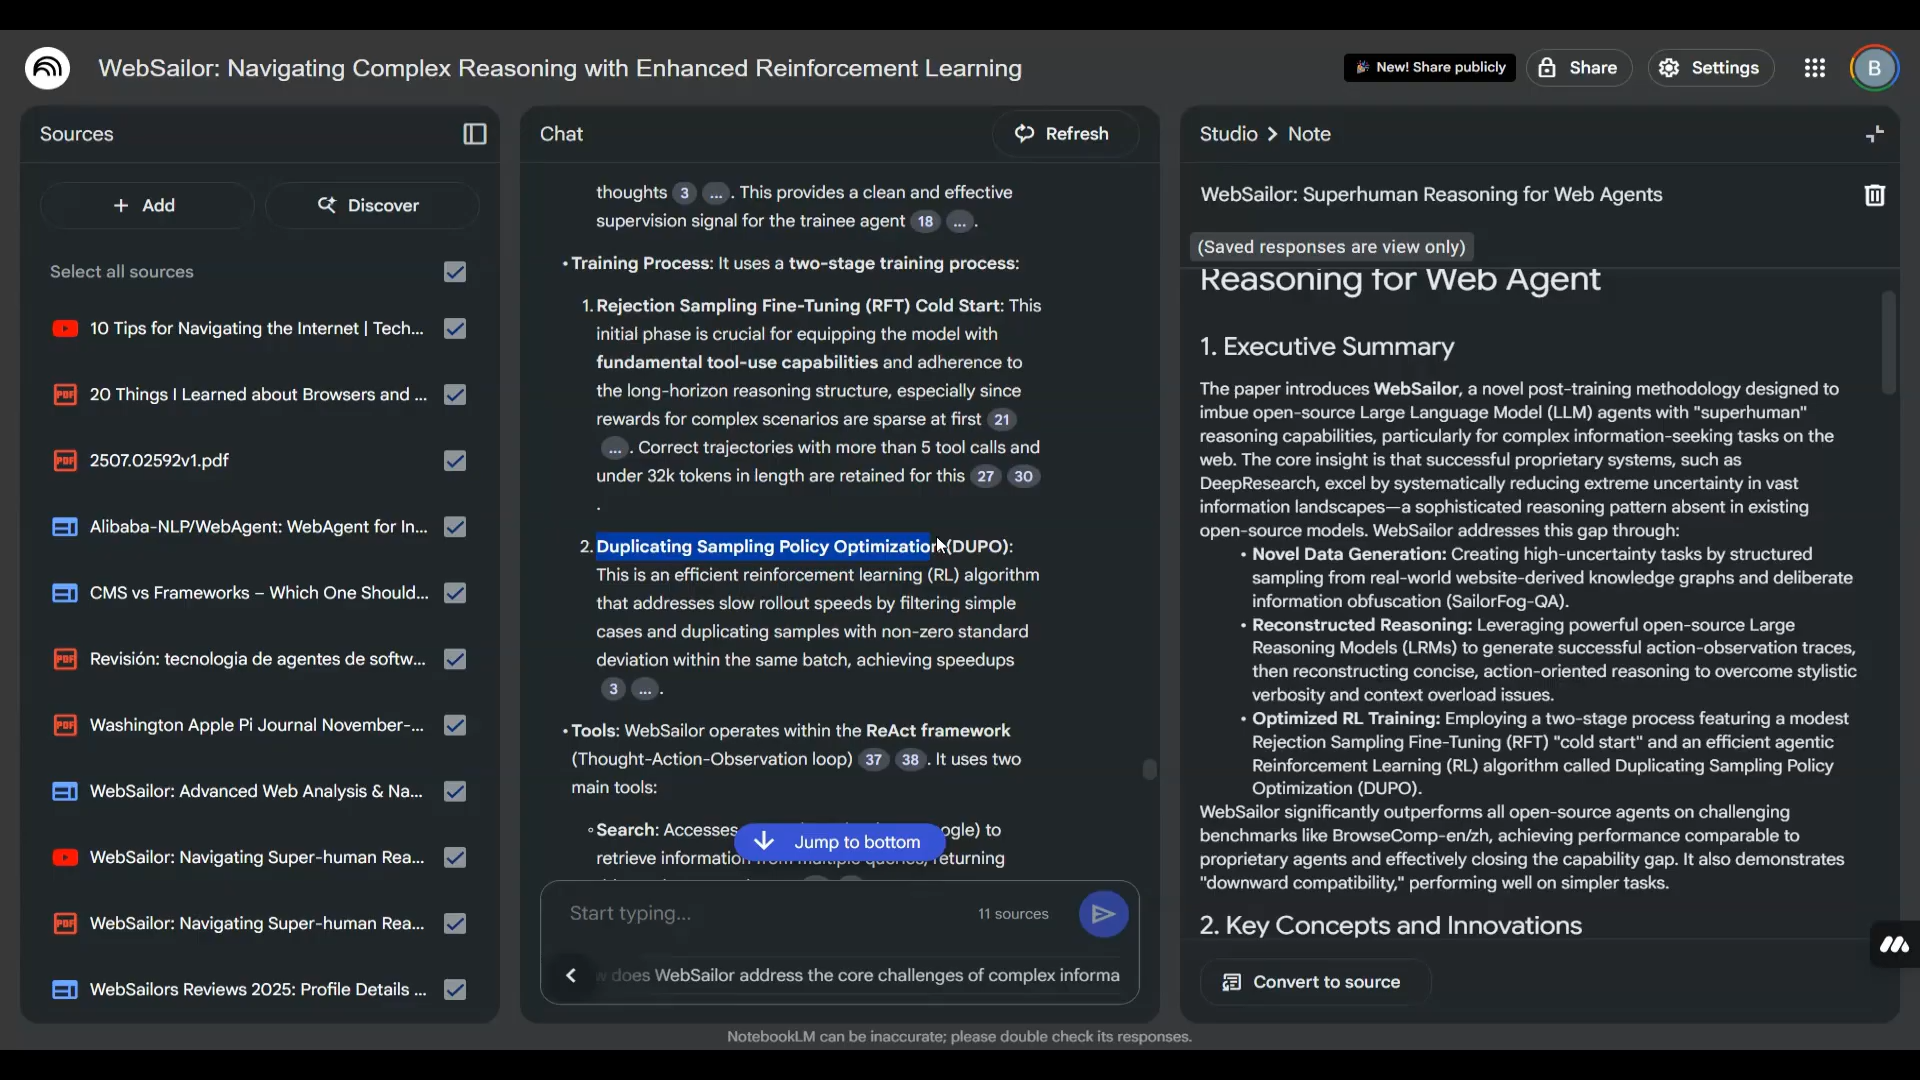 WebSailor: Navigating Complex Reasoning with Enhanced Reinforcement Learning
New! Share publicly
Share
Settings
B
Sources
Add
Discover
Select all sources
10 Tips for Navigating the Internet | Tech...
20 Things I Learned about Browsers and ...
2507.02592v1.pdf
Alibaba-NLP/WebAgent: WebAgent for In...
CMS vs Frameworks – Which One Should...
Revisión: tecnologia de agentes de softw...
Washington Apple Pi Journal November-...
WebSailor: Advanced Web Analysis & Na...
WebSailor: Navigating Super-human Rea...
WebSailor: Navigating Super-human Rea...
WebSailors Reviews 2025: Profile Details ...
Chat
Refresh
thoughts 3 ... . This provides a clean and effective
supervision signal for the trainee agent 18 ... .
• Training Process: It uses a two-stage training process:
1. Rejection Sampling Fine-Tuning (RFT) Cold Start: This
initial phase is crucial for equipping the model with
fundamental tool-use capabilities and adherence to
the long-horizon reasoning structure, especially since
rewards for complex scenarios are sparse at first 21
... . Correct trajectories with more than 5 tool calls and
under 32k tokens in length are retained for this 27 30
.
2. Duplicating Sampling Policy Optimization (DUPO):
This is an efficient reinforcement learning (RL) algorithm
that addresses slow rollout speeds by filtering simple
cases and duplicating samples with non-zero standard
deviation within the same batch, achieving speedups
3 ... .
• Tools: WebSailor operates within the ReAct framework
(Thought-Action-Observation loop) 37 38 . It uses two
main tools:
◦ Search: Accesses ogle) to
retrieve information from multiple queries, returning
Jump to bottom
Start typing...
11 sources
does WebSailor address the core challenges of complex informa
Studio > Note
WebSailor: Superhuman Reasoning for Web Agents
(Saved responses are view only)
Reasoning for Web Agent
1. Executive Summary
The paper introduces WebSailor, a novel post-training methodology designed to
imbue open-source Large Language Model (LLM) agents with "superhuman"
reasoning capabilities, particularly for complex information-seeking tasks on the
web. The core insight is that successful proprietary systems, such as
DeepResearch, excel by systematically reducing extreme uncertainty in vast
information landscapes—a sophisticated reasoning pattern absent in existing
open-source models. WebSailor addresses this gap through:
• Novel Data Generation: Creating high-uncertainty tasks by structured
sampling from real-world website-derived knowledge graphs and deliberate
information obfuscation (SailorFog-QA).
• Reconstructed Reasoning: Leveraging powerful open-source Large
Reasoning Models (LRMs) to generate successful action-observation traces,
then reconstructing concise, action-oriented reasoning to overcome stylistic
verbosity and context overload issues.
• Optimized RL Training: Employing a two-stage process featuring a modest
Rejection Sampling Fine-Tuning (RFT) "cold start" and an efficient agentic
Reinforcement Learning (RL) algorithm called Duplicating Sampling Policy
Optimization (DUPO).
WebSailor significantly outperforms all open-source agents on challenging
benchmarks like BrowseComp-en/zh, achieving performance comparable to
proprietary agents and effectively closing the capability gap. It also demonstrates
"downward compatibility," performing well on simpler tasks.
2. Key Concepts and Innovations
Convert to source
NotebookLM can be inaccurate; please double check its responses.